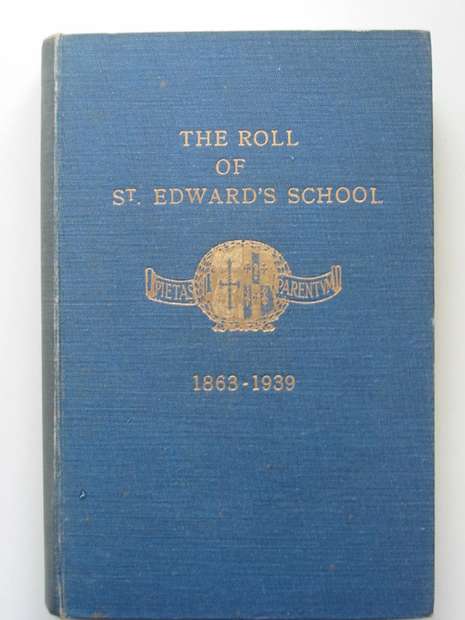 THE ROLL
OF
ST. EDWARD'S SCHOOL
PIETAS PARENTVM
1863-1939